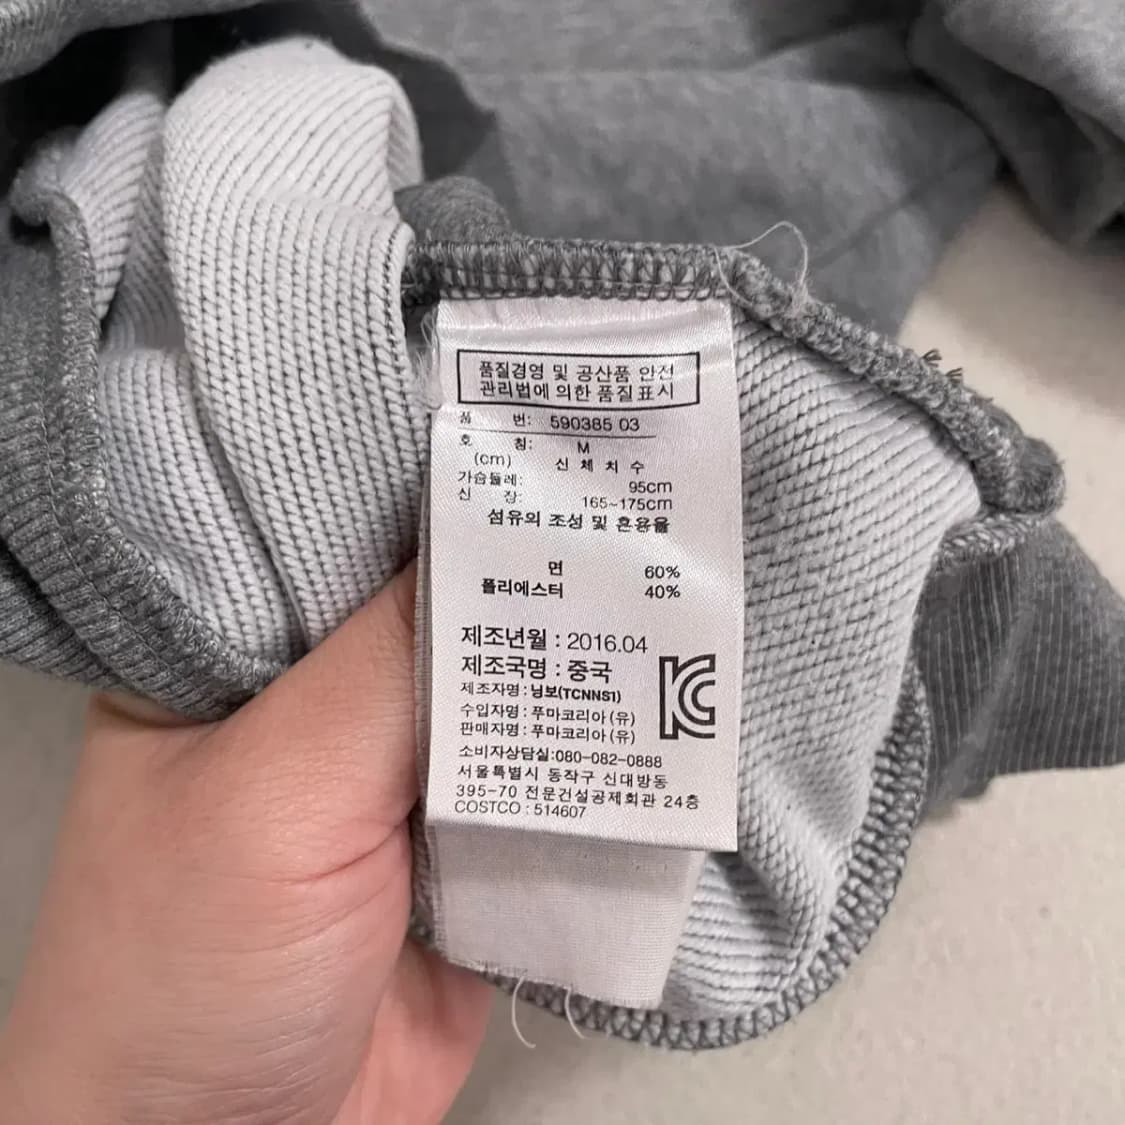 품질경영 및 공산품 안전
관리법에 의한 품질표시
품 번: 590385 03
호 칭: M
(cm) 신 체 치 수
가슴둘레: 95cm
신 장: 165~175cm
섬유의 조성 및 혼용율
면 60%
폴리에스터 40%
제조년월 : 2016.04
제조국명 : 중국
제조자명 : 닝보(TCNNS1)
수입자명 : 푸마코리아(유)
판매자명 : 푸마코리아(유)
KC
소비자상담실:080-082-0888
서울특별시 동작구 신대방동
395-70 전문건설공제회관 24층
COSTCO : 514607